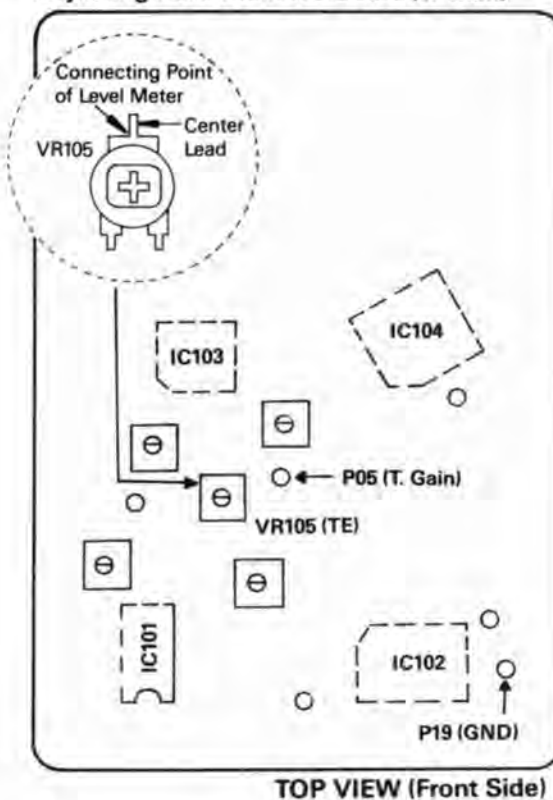 Connecting Point
of Level Meter
Center
Lead
VR105
IC103
IC104
P05 (T. Gain)
VR105 (TE)
IC101
IC102
P19 (GND)
TOP VIEW (Front Side)